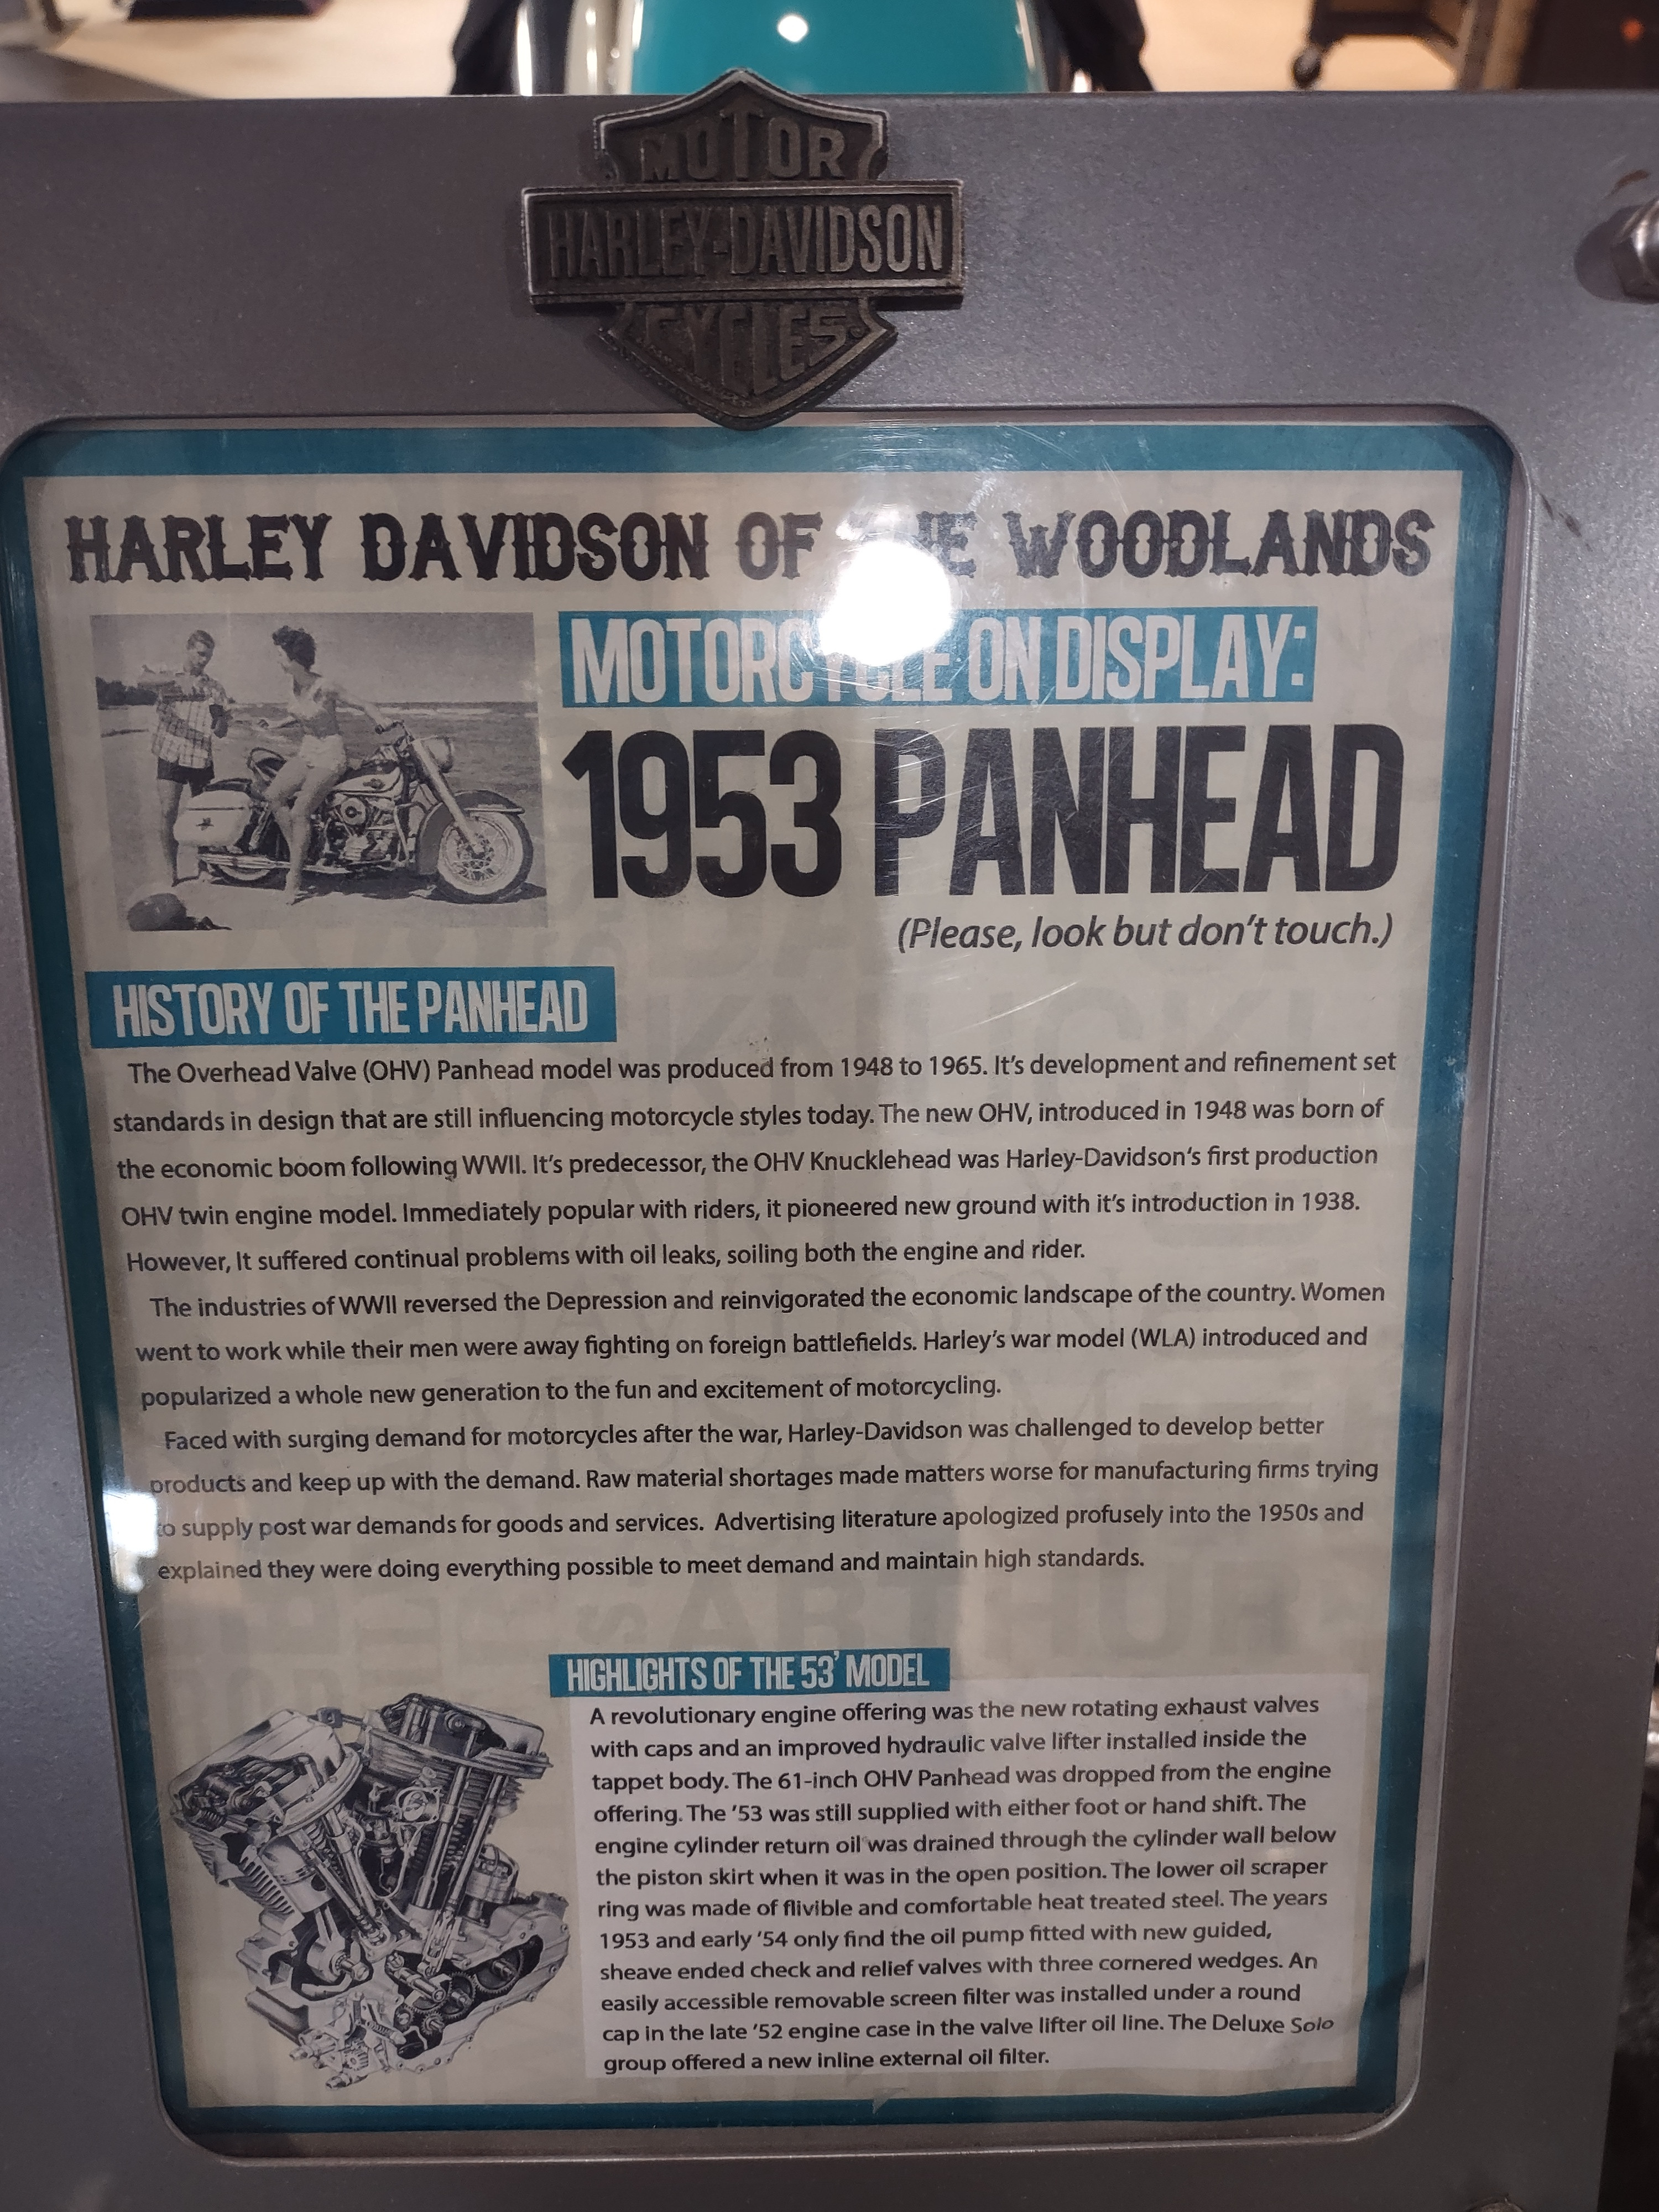 MOTOR
HARLEY-DAVIDSON
CYCLES
HARLEY DAVIDSON OF THE WOODLANDS
MOTORCYCLE ON DISPLAY:
1953 PANHEAD
(Please, look but don't touch.)
HISTORY OF THE PANHEAD
The Overhead Valve (OHV) Panhead model was produced from 1948 to 1965. It's development and refinement set
standards in design that are still influencing motorcycle styles today. The new OHV, introduced in 1948 was born of
the economic boom following WWII. It's predecessor, the OHV Knucklehead was Harley-Davidson's first production
OHV twin engine model. Immediately popular with riders, it pioneered new ground with it's introduction in 1938.
However, It suffered continual problems with oil leaks, soiling both the engine and rider.
The industries of WWII reversed the Depression and reinvigorated the economic landscape of the country. Women
went to work while their men were away fighting on foreign battlefields. Harley's war model (WLA) introduced and
popularized a whole new generation to the fun and excitement of motorcycling.
Faced with surging demand for motorcycles after the war, Harley-Davidson was challenged to develop better
products and keep up with the demand. Raw material shortages made matters worse for manufacturing firms trying
to supply post war demands for goods and services. Advertising literature apologized profusely into the 1950s and
explained they were doing everything possible to meet demand and maintain high standards.
HIGHLIGHTS OF THE 53' MODEL
A revolutionary engine offering was the new rotating exhaust valves
with caps and an improved hydraulic valve lifter installed inside the
tappet body. The 61-inch OHV Panhead was dropped from the engine
offering. The '53 was still supplied with either foot or hand shift. The
engine cylinder return oil was drained through the cylinder wall below
the piston skirt when it was in the open position. The lower oil scraper
ring was made of flivible and comfortable heat treated steel. The years
1953 and early '54 only find the oil pump fitted with new guided,
sheave ended check and relief valves with three cornered wedges. An
easily accessible removable screen filter was installed under a round
cap in the late '52 engine case in the valve lifter oil line. The Deluxe Solo
group offered a new inline external oil filter.